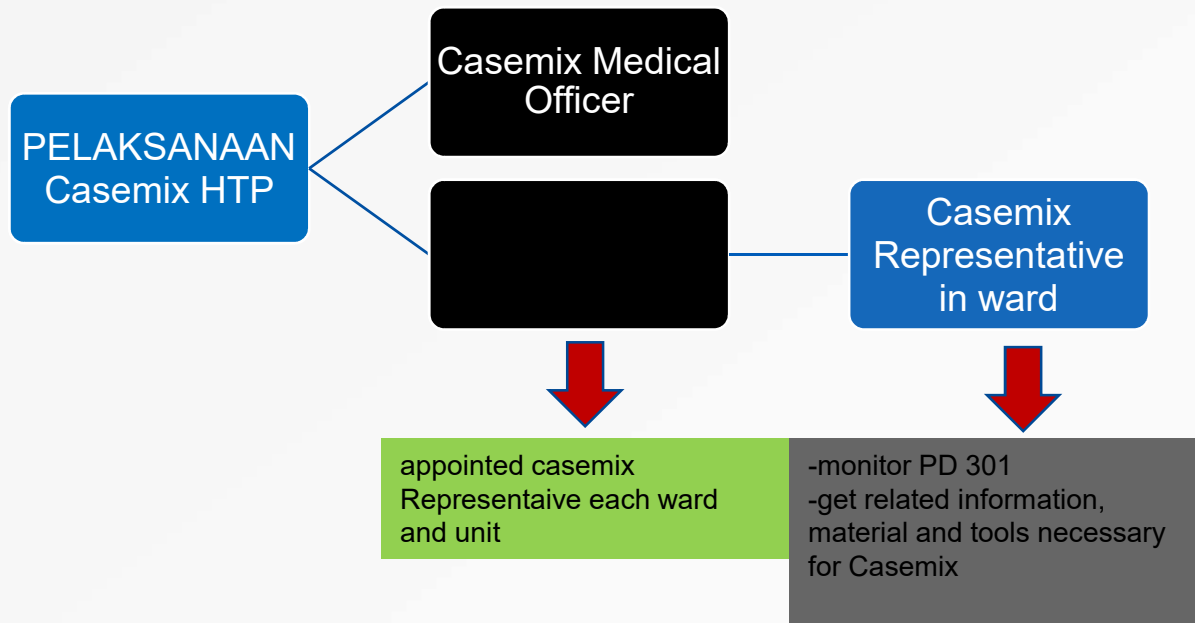 PELAKSANAAN
Casemix HTP
Casemix Medical
Officer
Casemix
Representative
in ward
appointed casemix
Representaive each ward
and unit
-monitor PD 301
-get related information,
material and tools necessary
for Casemix